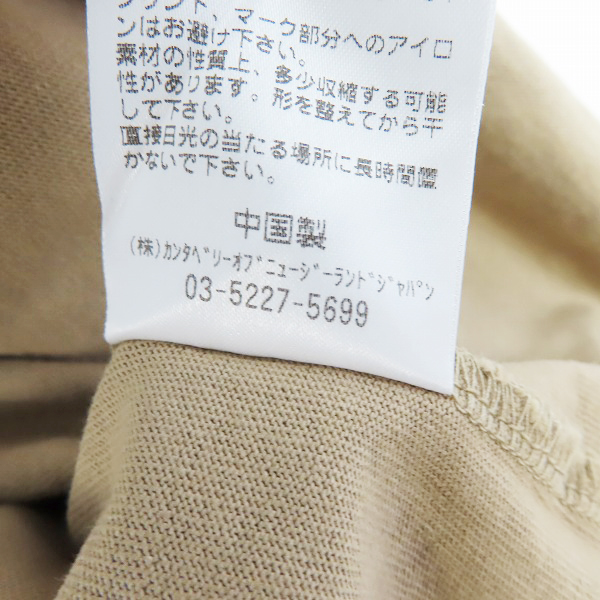 プリント、マーク部分へのアイロ
ンはお避け下さい。
素材の性質上、多少収縮する可能
性があります。形を整えてから干
して下さい。
直接日光の当たる場所に長時間置
かないで下さい。
中国製
(株)ｶﾝﾀﾍﾞﾘｰｵﾌﾞﾆｭｰｼﾞｰﾗﾝﾄﾞｼﾞｬﾊﾟﾝ
03-5227-5699